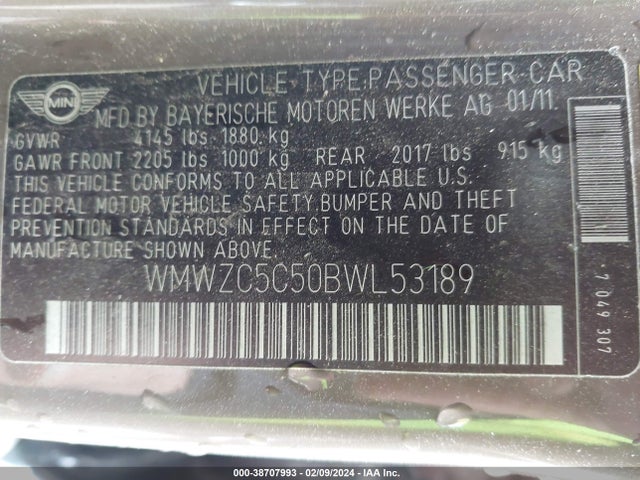 VEHICLE TYPE:PASSENGER CAR
MINI
MFD.BY BAYERISCHE MOTOREN WERKE AG 01/11.
GVWR 4145 lbs 1880 kg
GAWR FRONT 2205 lbs 1000 kg REAR 2017 lbs 915 kg
THIS VEHICLE CONFORMS TO ALL APPLICABLE U.S.
FEDERAL MOTOR VEHICLE SAFETY,BUMPER AND THEFT
PREVENTION STANDARDS IN EFFECT ON THE DATE OF
MANUFACTURE SHOWN ABOVE.
WMWZC5C50BWL53189
7 049 307
000-38707993 / 02/09/2024 - IAA Inc.